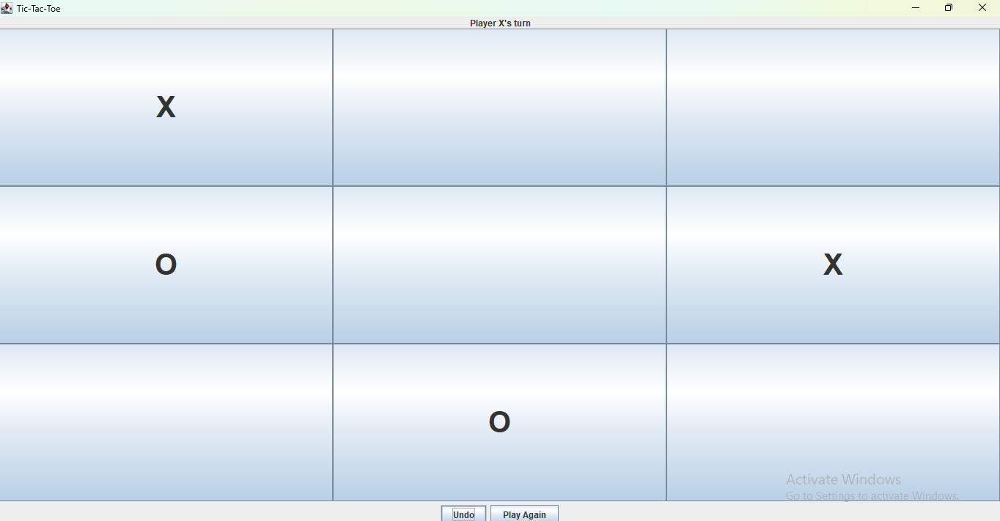 Tic-Tac-Toe
Player X's turn
X
O X
O
Activate Windows
Go to Settings to activate Windows.
Undo Play Again